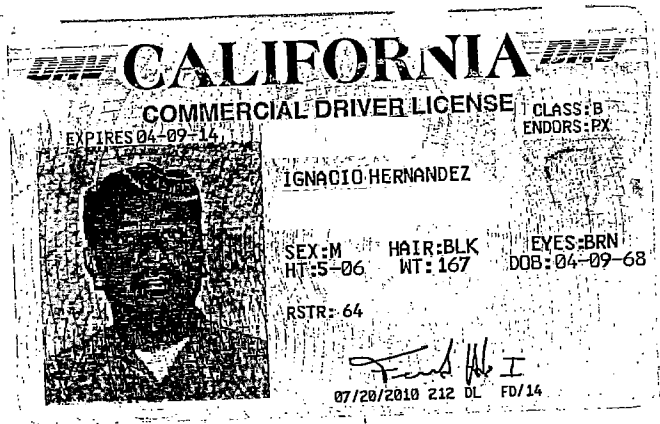 DMV CALIFORNIA DMV
COMMERCIAL DRIVER LICENSE
CLASS:B
EXPIRES 04-09-14
ENDORS:PX
IGNACIO HERNANDEZ
SEX:M HAIR:BLK EYES:BRN
HT:5-06 WT:167 DOB:04-09-68
RSTR: 64
07/20/2010 212 DL FD/14